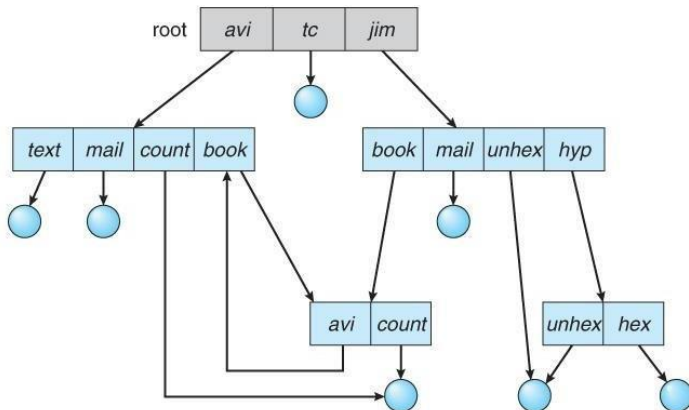 root avi tc jim
text mail count book
book mail unhex hyp
avi count
unhex hex